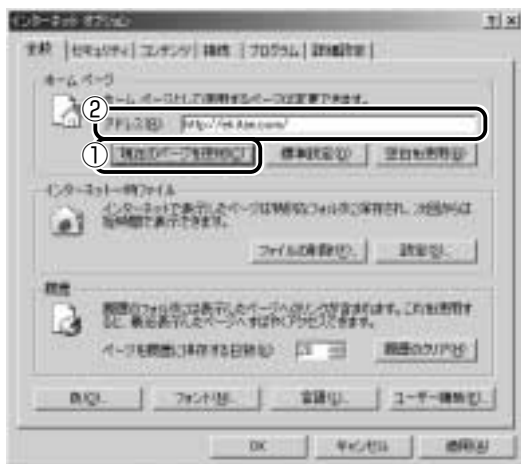 インターネット オプション
全般 セキュリティ コンテンツ 接続 プログラム 詳細設定
ホーム ページ
ホーム ページとして使用するページは変更できます。
② アドレス(R):
① 現在のページを使用(C) 標準設定(D) 空白を使用(B)
インターネット一時ファイル
インターネットで表示したページは特別なフォルダに保存され、次回からは
短時間で表示できます。
ファイルの削除(F)... 設定(S)...
履歴
履歴のフォルダには表示したページへのリンクが含まれます。これを使用す
ると、最近表示したページへすばやくアクセスできます。
ページを履歴に保存する日数(K): 履歴のクリア(H)
色(O)... フォント(N)... 言語(L)... ユーザー補助(E)...
OK キャンセル 適用(A)